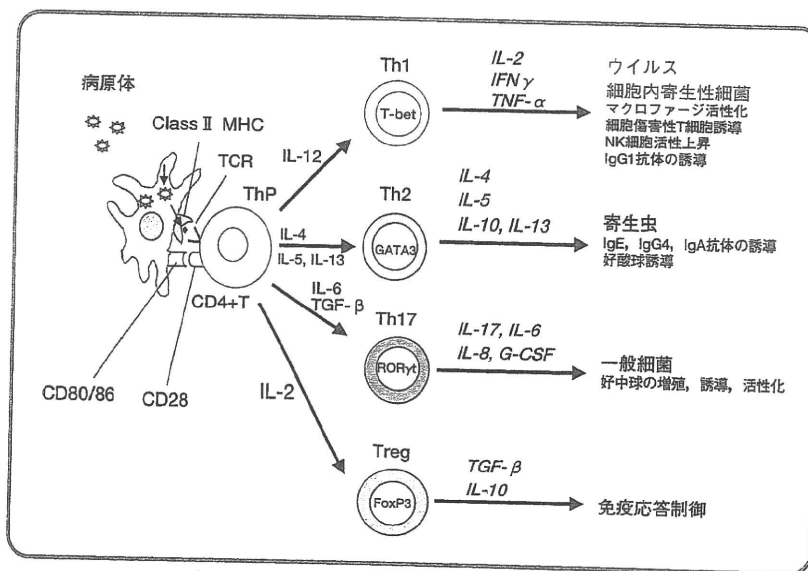 病原体
Class Ⅱ MHC
TCR
ThP
CD4+T
CD80/86
CD28
IL-12
Th1
T-bet
IL-2
IFNγ
TNF-α
ウイルス
細胞内寄生性細菌
マクロファージ活性化
細胞傷害性T細胞誘導
NK細胞活性上昇
IgG1抗体の誘導
IL-4
IL-5, IL-13
Th2
GATA3
IL-4
IL-5
IL-10, IL-13
寄生虫
IgE, IgG4, IgA抗体の誘導
好酸球誘導
IL-6
TGF-β
Th17
RORγt
IL-17, IL-6
IL-8, G-CSF
一般細菌
好中球の増殖, 誘導, 活性化
IL-2
Treg
FoxP3
TGF-β
IL-10
免疫応答制御